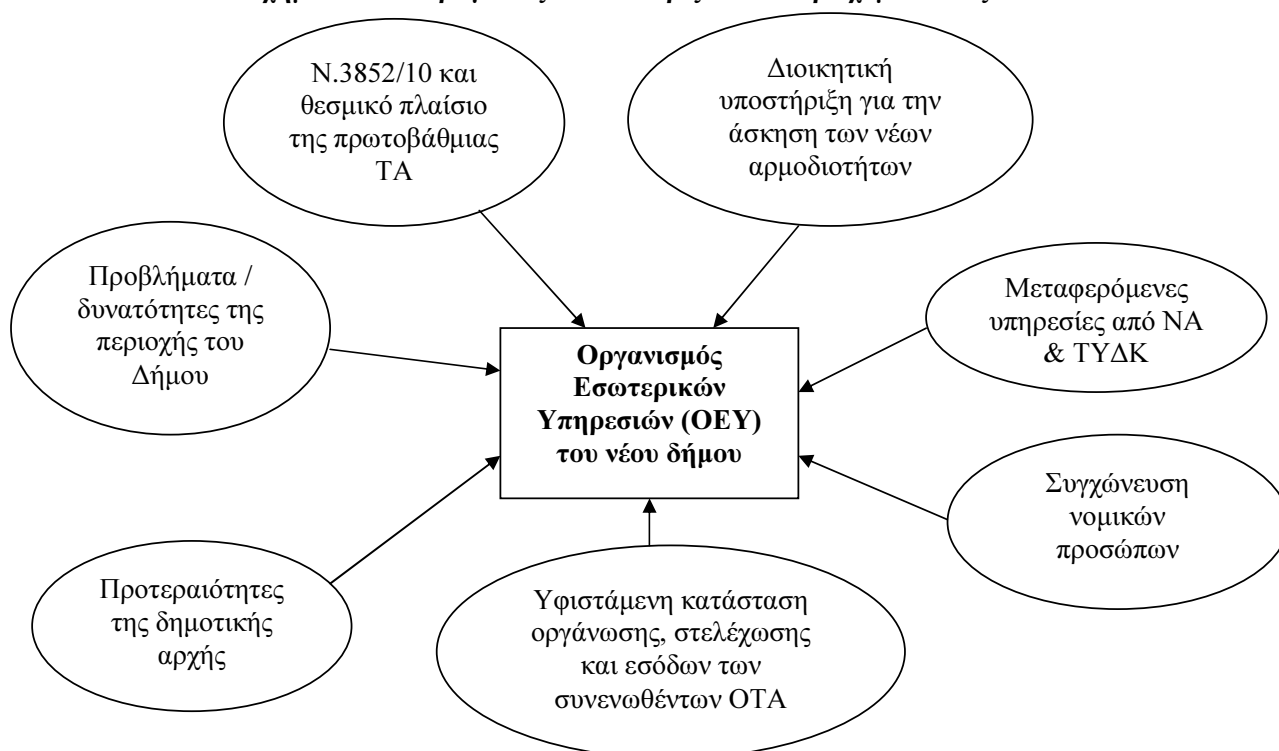 Ν.3852/10 και
θεσμικό πλαίσιο
της πρωτοβάθμιας
ΤΑ
Διοικητική
υποστήριξη για την
άσκηση των νέων
αρμοδιοτήτων
Προβλήματα /
δυνατότητες της
περιοχής του
Δήμου
Μεταφερόμενες
υπηρεσίες από ΝΑ
& ΤΥΔΚ
Οργανισμός
Εσωτερικών
Υπηρεσιών (ΟΕΥ)
του νέου δήμου
Συγχώνευση
νομικών
προσώπων
Προτεραιότητες
της δημοτικής
αρχής
Υφιστάμενη κατάσταση
οργάνωσης, στελέχωσης
και εσόδων των
συνενωθέντων ΟΤΑ